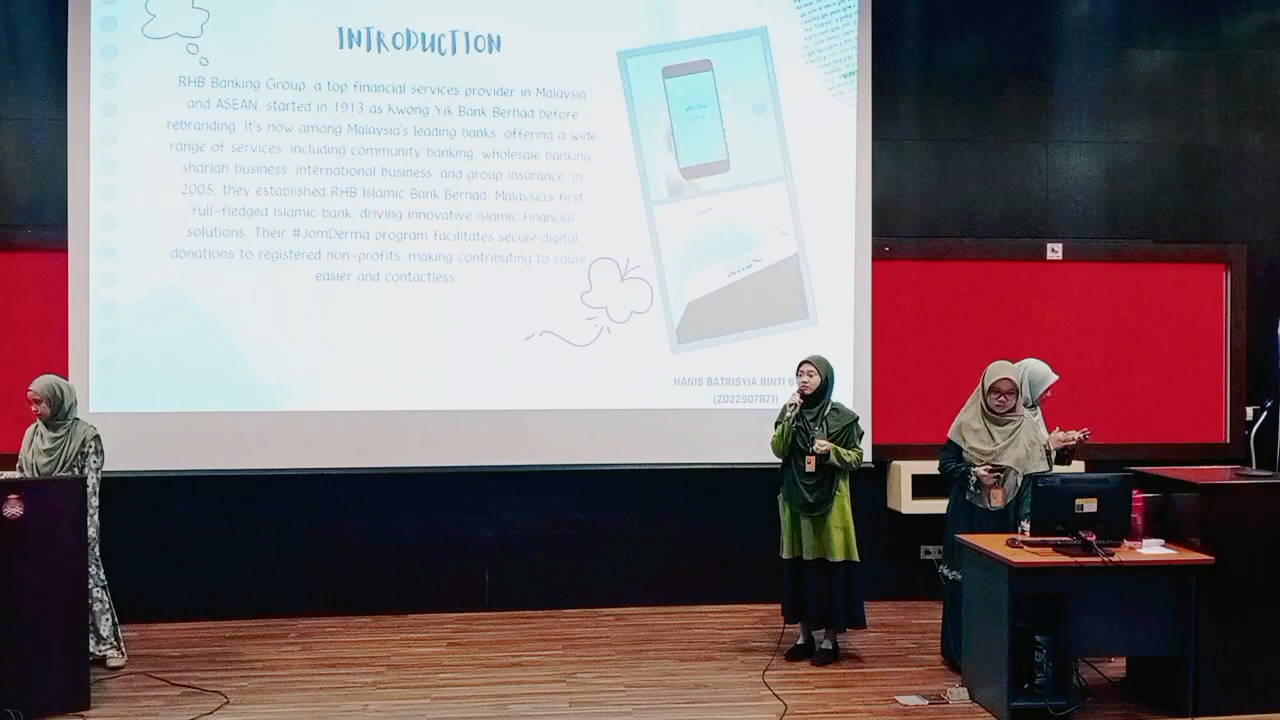 INTRODUCTION
RHB Banking Group, a top financial services provider in Malaysia
and ASEAN, started in 1913 as Kwong Yik Bank Berhad before
rebranding. It's now among Malaysia's leading banks, offering a wide
range of services, including community banking, wholesale banking
shariah business, international business, and group insurance. In
2005, they established RHB Islamic Bank Berhad, Malaysia's first
full-fledged Islamic bank, driving innovative Islamic financial
solutions. Their #JomDerma program facilitates secure digital
donations to registered non-profits, making contributing to cause
easier and contactless
HANIS BATRISYIA BINTI
(2022907871)